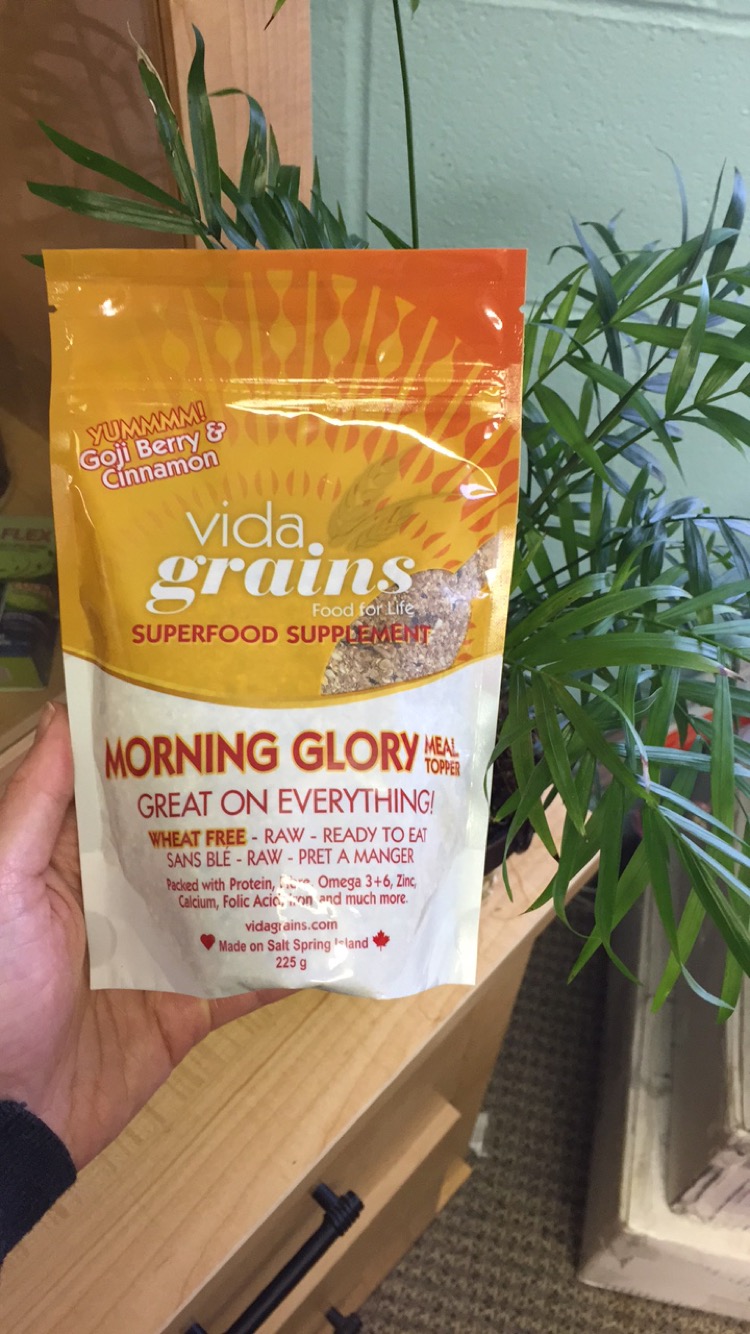 YUMMMM!
Goji Berry &
Cinnamon
vida
grains
Food for Life
SUPERFOOD SUPPLEMENT
MORNING GLORY MEAL
TOPPER
GREAT ON EVERYTHING!
WHEAT FREE - RAW - READY TO EAT
SANS BLÉ - RAW - PRET A MANGER
Packed with Protein, Omega 3+6, Zinc,
Calcium, Folic Acid, Iron and much more.
vidagrains.com
Made on Salt Spring Island
225 g
FLEX